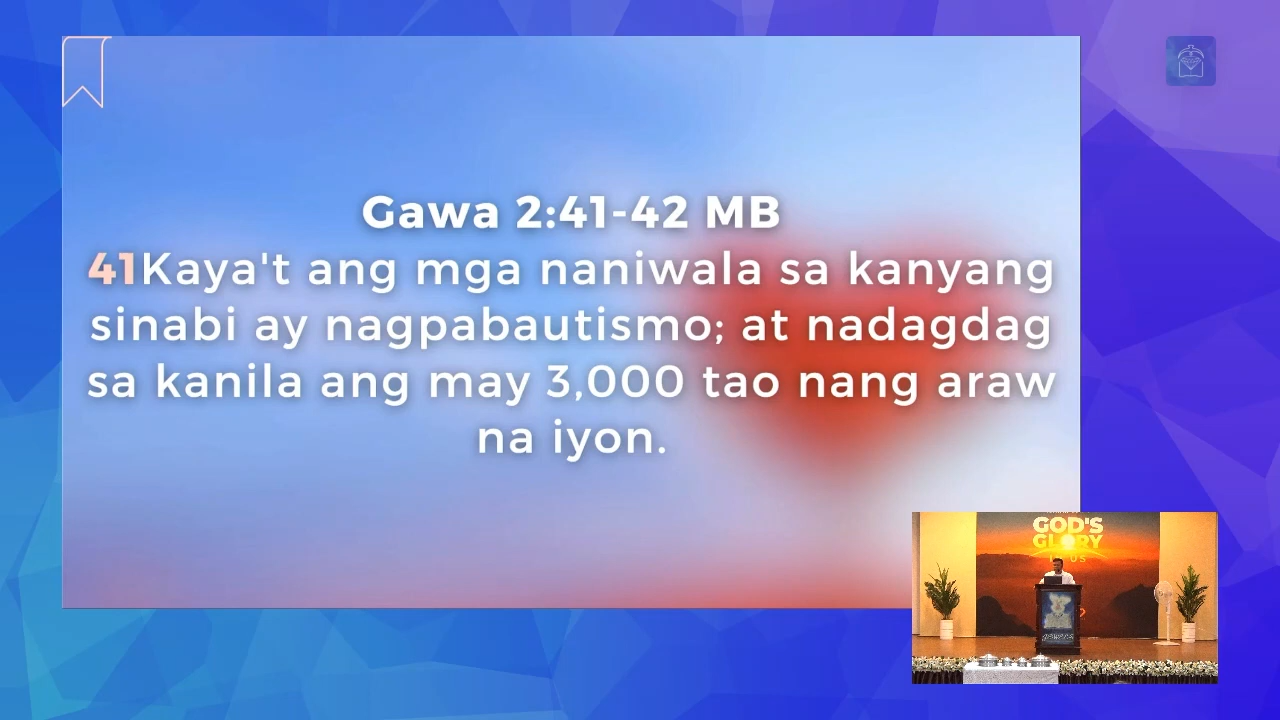 Gawa 2:41-42 MB
41Kaya't ang mga naniwala sa kanyang
sinabi ay nagpabautismo; at nadagdag
sa kanila ang may 3,000 tao nang araw
na iyon.
GOD'S
GLORY
US